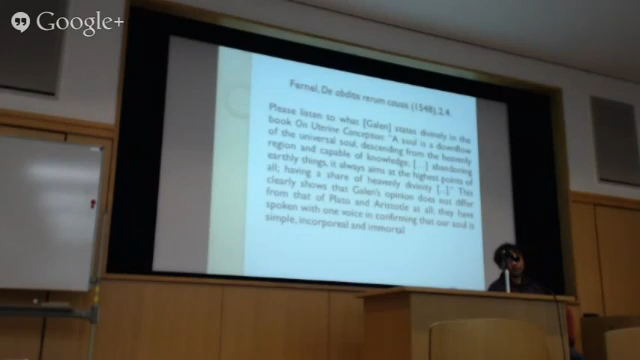 Google+
Fernel, De abditis rerum causis (1548), 2.4.
Please listen to what [Galen] states divinely in the
book On Uterine Conception: "A soul is a downflow
of the universal soul, descending from the heavenly
region and capable of knowledge, [...] abandoning
earthly things, it always aims at the highest points of
all; having a share of heavenly divinity [...]." This
clearly shows that Galen's opinion does not differ
from that of Plato and Aristotle at all; they have
spoken with one voice in confirming that our soul is
simple, incorporeal and immortal